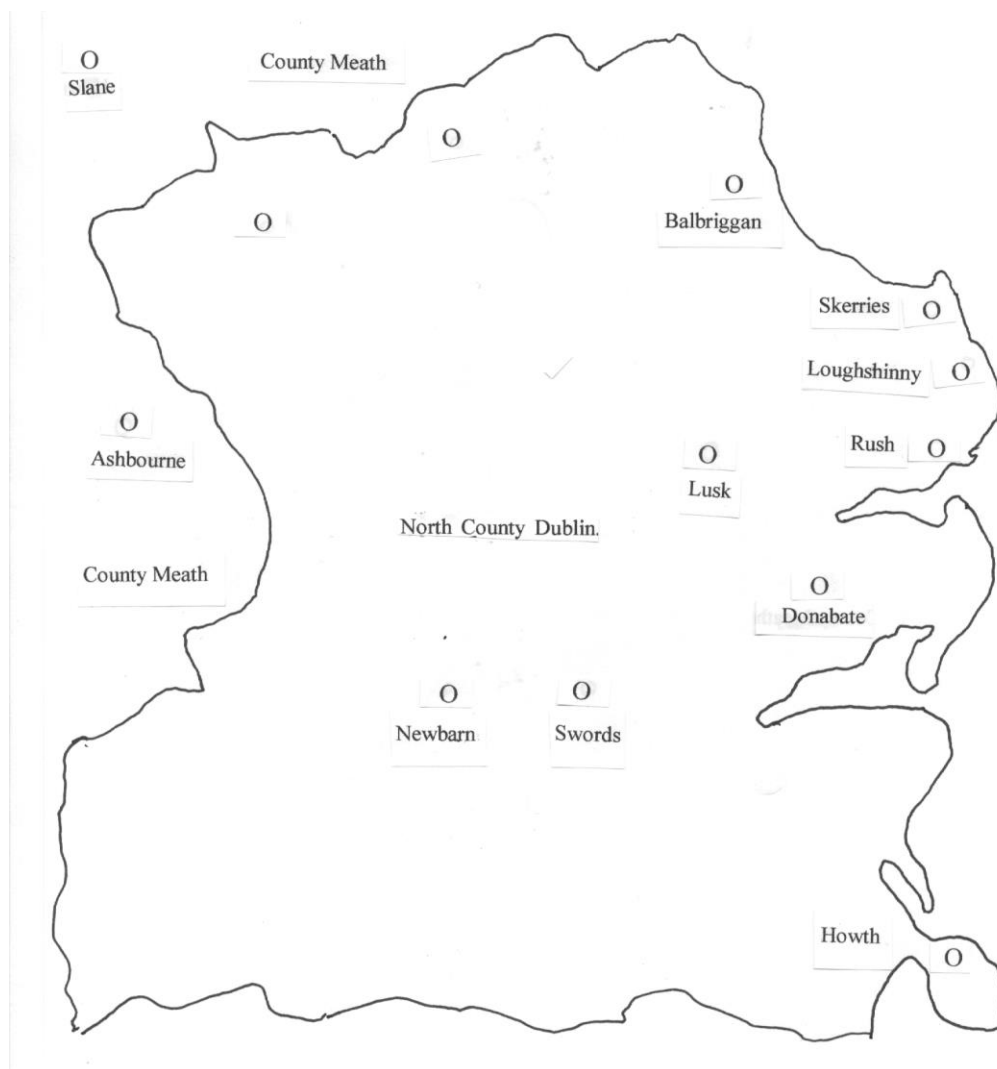 O
Slane
County Meath
O
O
O
Balbriggan
Skerries O
Loughshinny O
O
Ashbourne
Rush O
O
Lusk
North County Dublin.
County Meath
O
Donabate
O
Newbarn
O
Swords
Howth
O